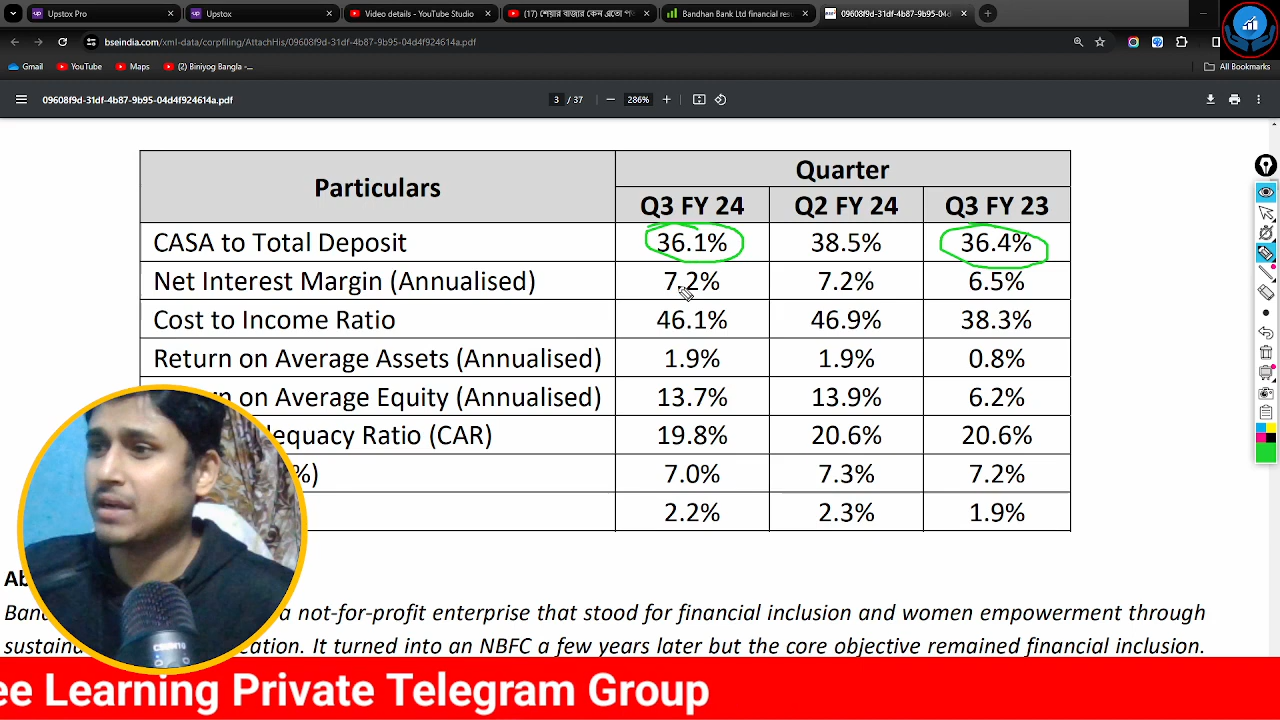 Upstox Pro
Upstox
Video details - YouTube Studio
(17) শেয়ার বাজার কেন এতো
Bandhan Bank Ltd financial resu
09608f9d-31df-4b87-9b95-04d4
bseindia.com/xml-data/corpfiling/AttachHis/09608f9d-31df-4b87-9b95-04d4f924614a.pdf
Gmail
YouTube
Maps
(2) Biniyog Bangla -...
All Bookmarks
09608f9d-31df-4b87-9b95-04d4f924614a.pdf
3 / 37
286%
Particulars
Quarter
Q3 FY 24 Q2 FY 24 Q3 FY 23
CASA to Total Deposit 36.1% 38.5% 36.4%
Net Interest Margin (Annualised) 7.2% 7.2% 6.5%
Cost to Income Ratio 46.1% 46.9% 38.3%
Return on Average Assets (Annualised) 1.9% 1.9% 0.8%
on Average Equity (Annualised) 13.7% 13.9% 6.2%
equacy Ratio (CAR) 19.8% 20.6% 20.6%
%) 7.0% 7.3% 7.2%
2.2% 2.3% 1.9%
Ab
Ban a not-for-profit enterprise that stood for financial inclusion and women empowerment through
sustain cation. It turned into an NBFC a few years later but the core objective remained financial inclusion.
ee Learning Private Telegram Group